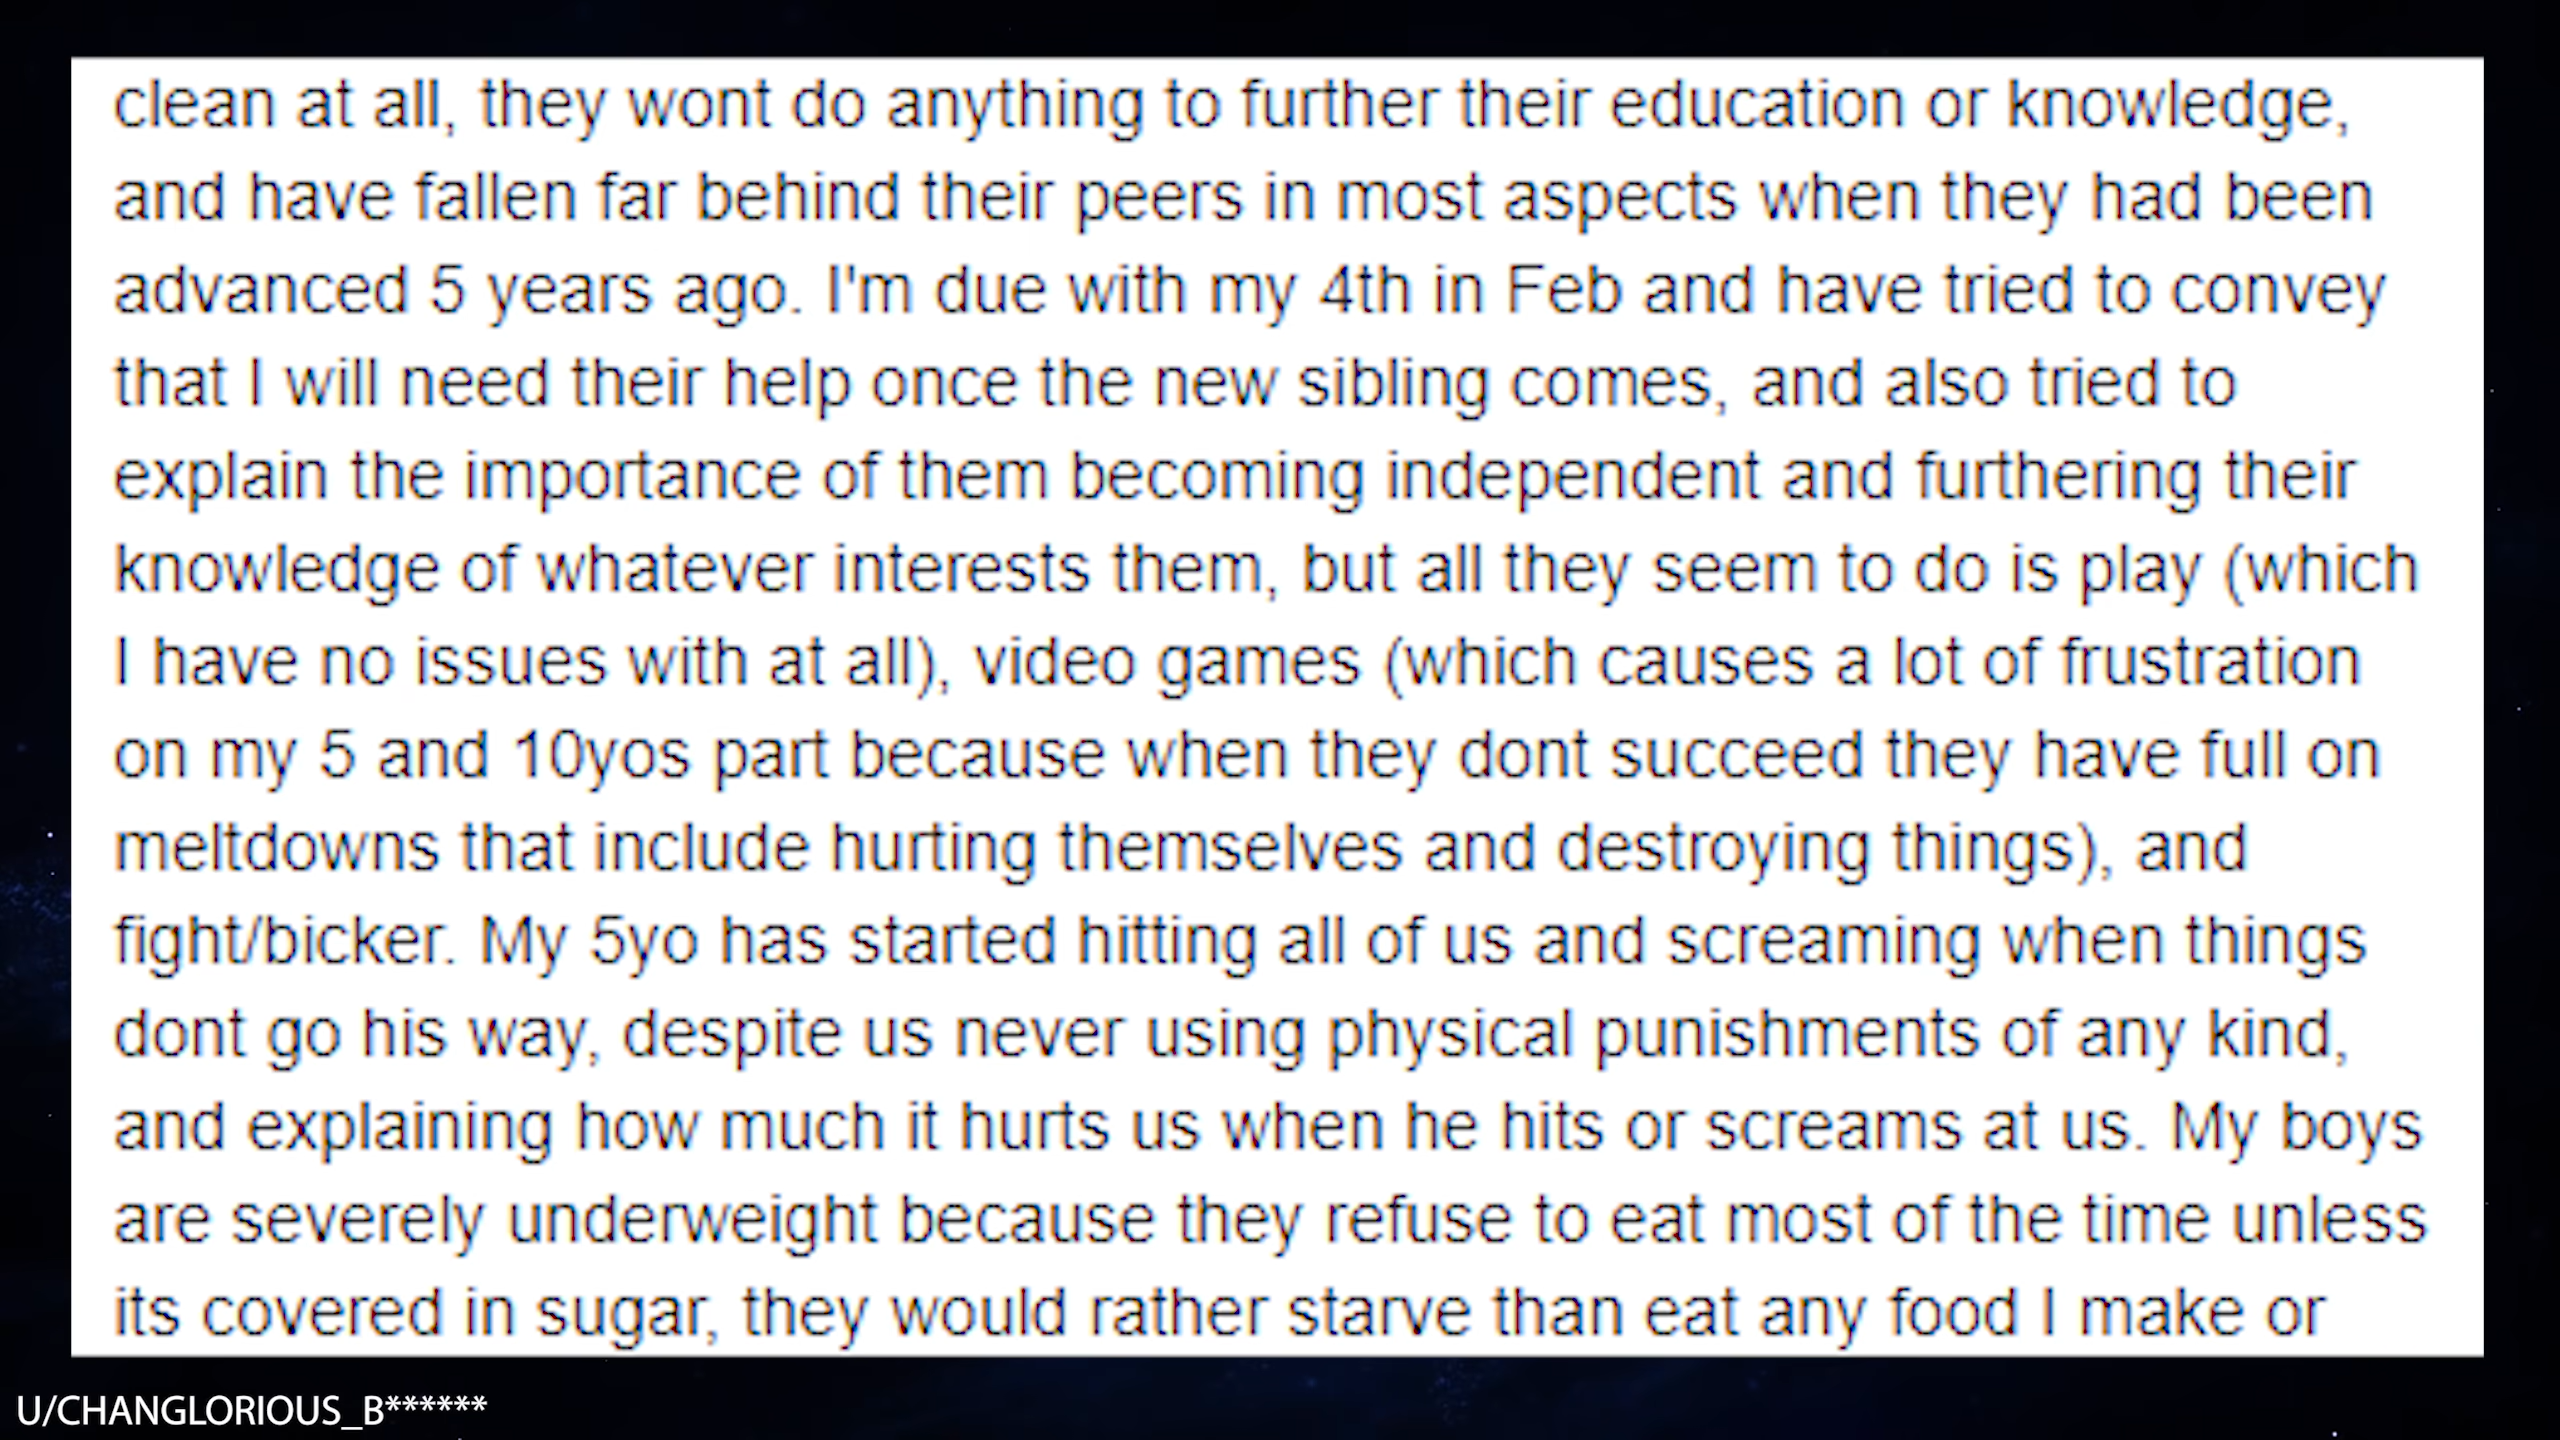 clean at all, they wont do anything to further their education or knowledge,
and have fallen far behind their peers in most aspects when they had been
advanced 5 years ago. I'm due with my 4th in Feb and have tried to convey
that I will need their help once the new sibling comes, and also tried to
explain the importance of them becoming independent and furthering their
knowledge of whatever interests them, but all they seem to do is play (which
I have no issues with at all), video games (which causes a lot of frustration
on my 5 and 10yos part because when they dont succeed they have full on
meltdowns that include hurting themselves and destroying things), and
fight/bicker. My 5yo has started hitting all of us and screaming when things
dont go his way, despite us never using physical punishments of any kind,
and explaining how much it hurts us when he hits or screams at us. My boys
are severely underweight because they refuse to eat most of the time unless
its covered in sugar, they would rather starve than eat any food I make or
U/CHANGLORIOUS_B******